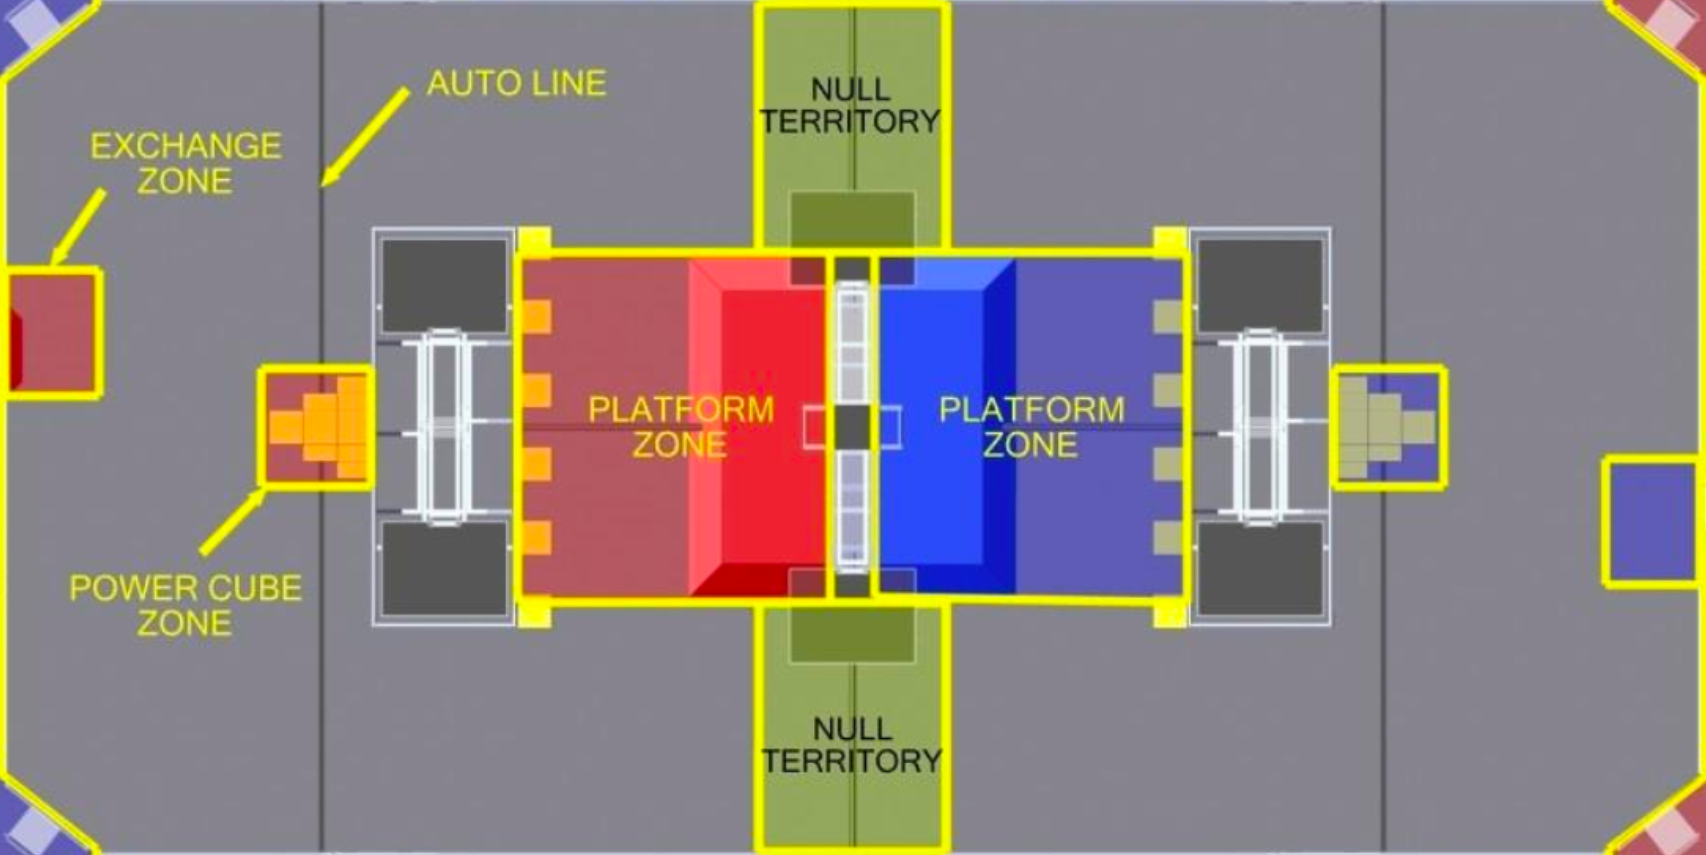 AUTO LINE
EXCHANGE
ZONE
NULL
TERRITORY
PLATFORM
ZONE
PLATFORM
ZONE
POWER CUBE
ZONE
NULL
TERRITORY